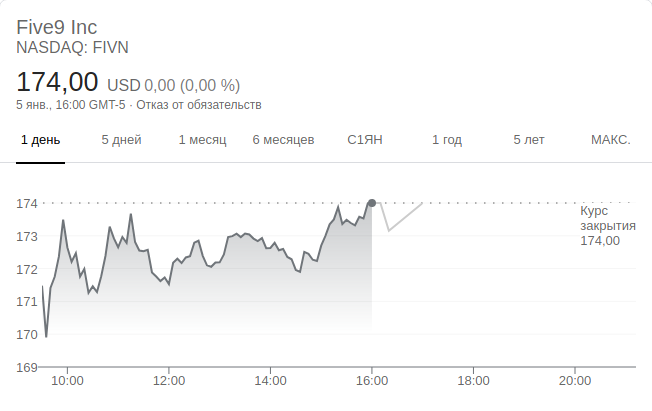 Five9 Inc
NASDAQ: FIVN
174,00 USD 0,00 (0,00 %)
5 янв., 16:00 GMT-5 · Отказ от обязательств
1 день 5 дней 1 месяц 6 месяцев С1ЯН 1 год 5 лет МАКС.
174
Курс
закрытия
174,00
173
172
171
170
169
10:00 12:00 14:00 16:00 18:00 20:00